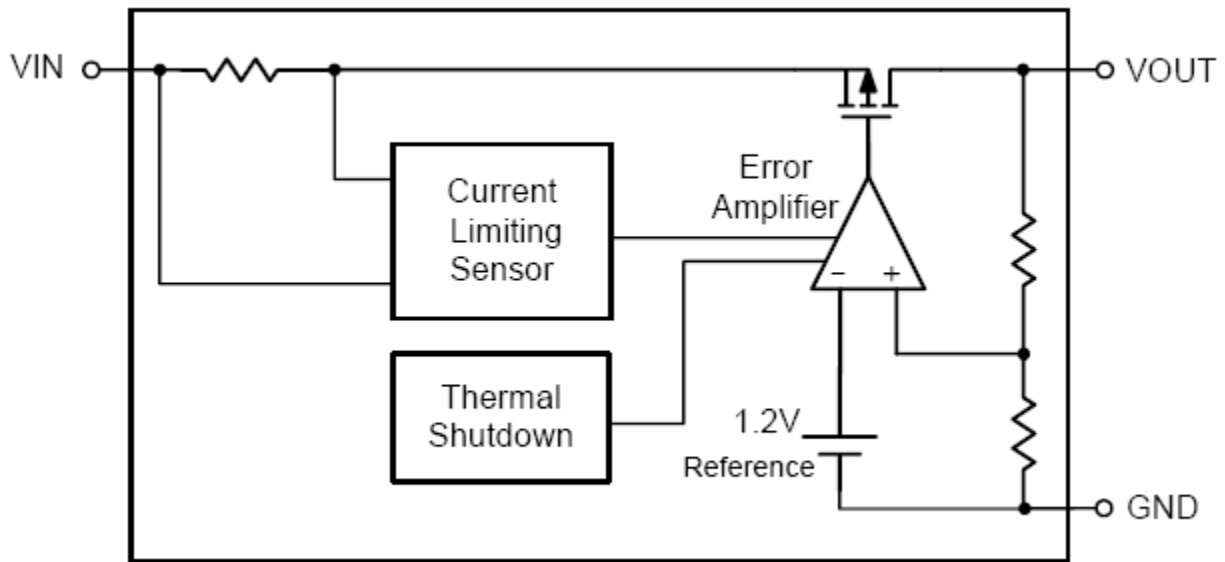 VIN
VOUT
Error
Amplifier
Current
Limiting
Sensor
− +
Thermal
Shutdown
1.2V
Reference
GND